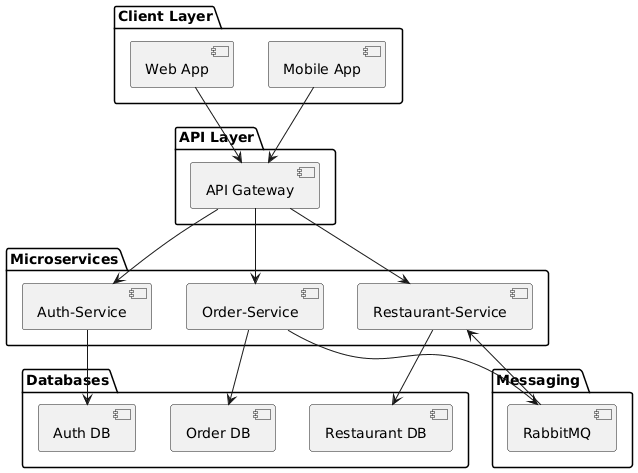 Client Layer
Web App
Mobile App
API Layer
API Gateway
Microservices
Auth-Service
Order-Service
Restaurant-Service
Databases
Messaging
Auth DB
Order DB
Restaurant DB
RabbitMQ